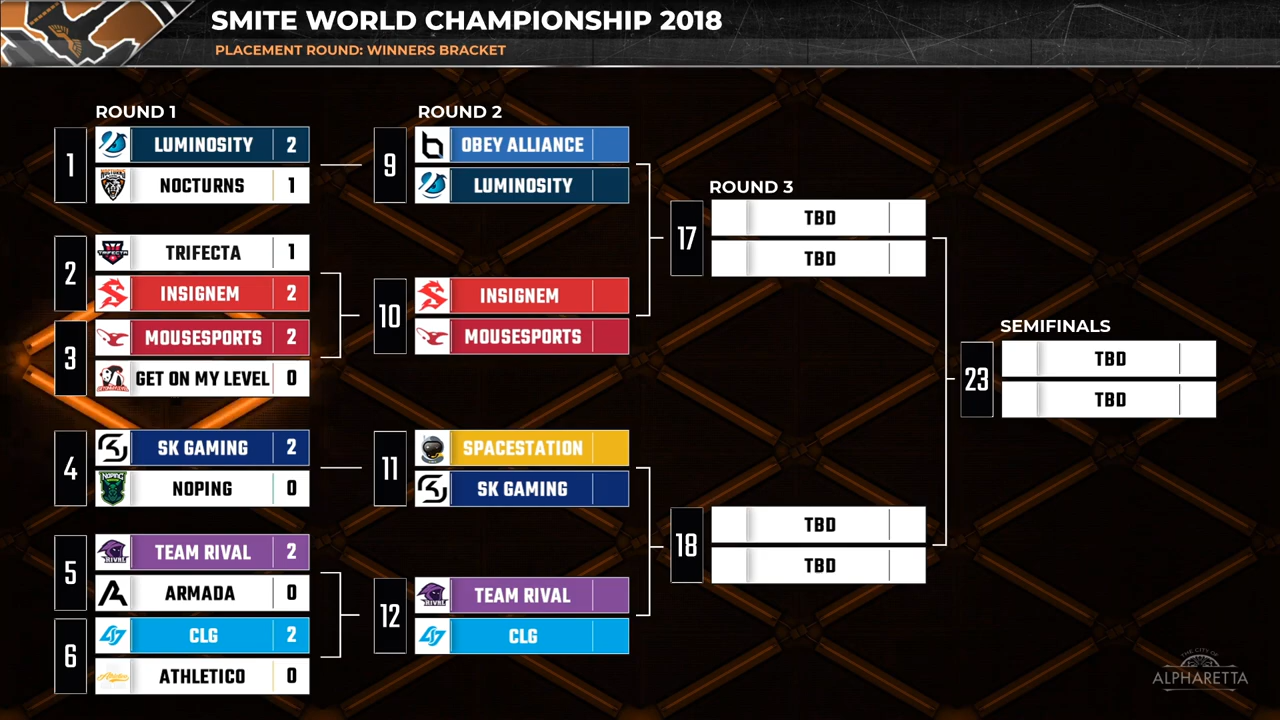 SMITE WORLD CHAMPIONSHIP 2018
PLACEMENT ROUND: WINNERS BRACKET
ROUND 1
1
LUMINOSITY 2
NOCTURNS 1
2
TRIFECTA 1
INSIGNEM 2
3
MOUSESPORTS 2
GET ON MY LEVEL 0
4
SK GAMING 2
NOPING 0
5
TEAM RIVAL 2
ARMADA 0
6
CLG 2
ATHLETICO 0
ROUND 2
9
OBEY ALLIANCE
LUMINOSITY
10
INSIGNEM
MOUSESPORTS
11
SPACESTATION
SK GAMING
12
TEAM RIVAL
CLG
ROUND 3
17
TBD
TBD
18
TBD
TBD
SEMIFINALS
23
TBD
TBD
THE CITY OF
ALPHARETTA